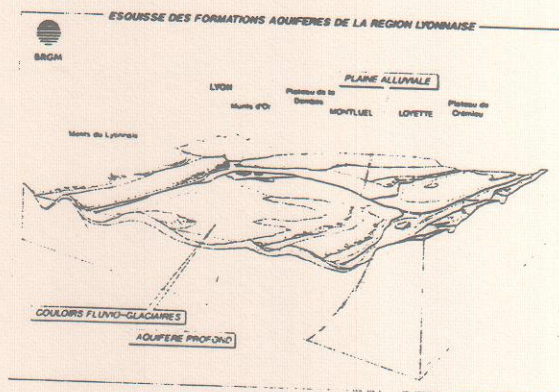 ESQUISSE DES FORMATIONS AQUIFERES DE LA REGION LYONNAISE
BRGM
PLAINE ALLUVIALE
LYON
Plateau de la
Dombes
Plateau de
Crémieu
Monts d'Or
MONTLUEL
LOYETTE
Monts du Lyonnais
COULOIRS FLUVIO-GLACIAIRES
AQUIFERE PROFOND